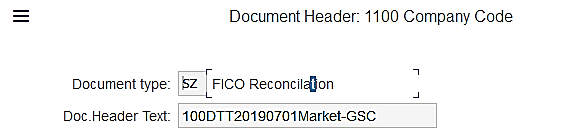 Document Header: 1100 Company Code
Document type: SZ FICO Reconcilation
Doc.Header Text: 100DTT20190701Market-GSC